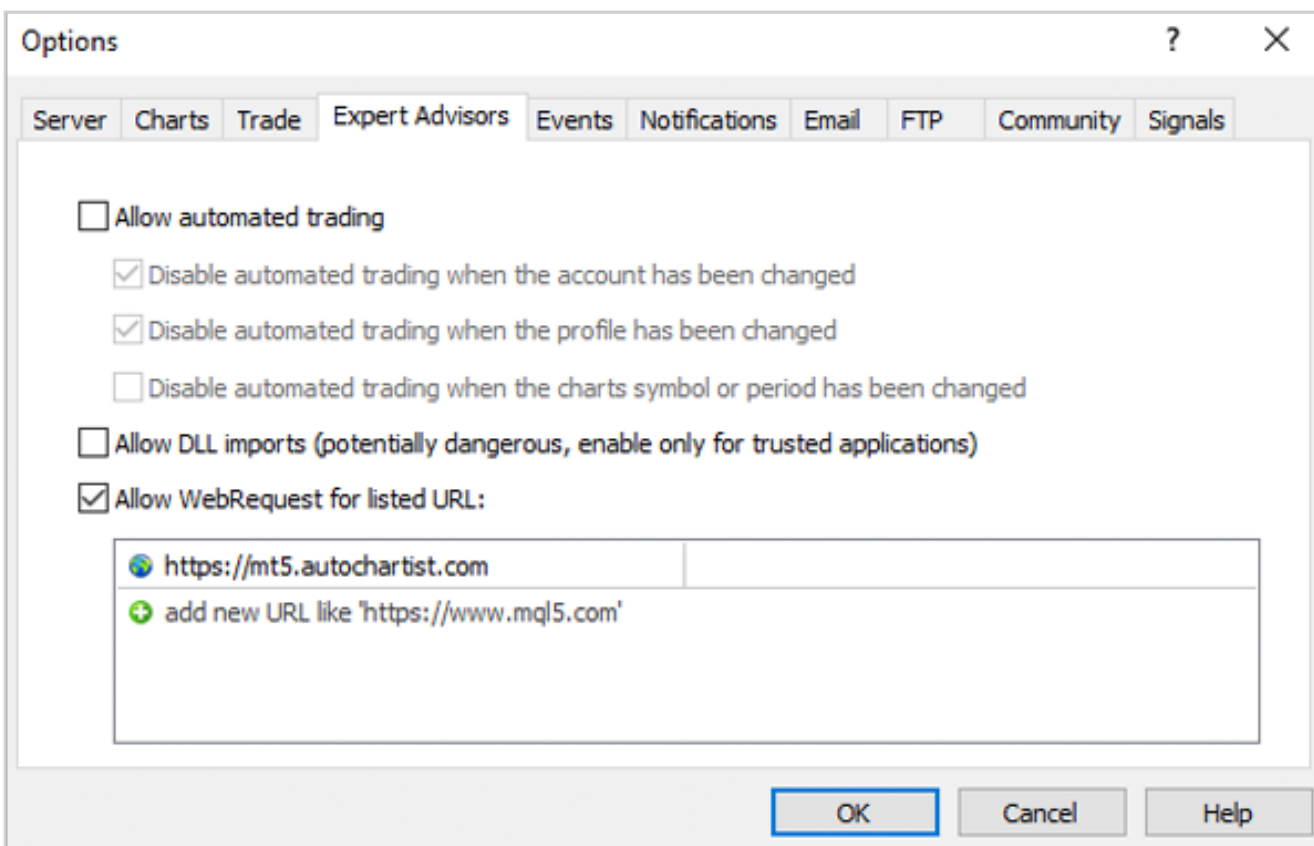 Options
Server Charts Trade Expert Advisors Events Notifications Email FTP Community Signals
Allow automated trading
Disable automated trading when the account has been changed
Disable automated trading when the profile has been changed
Disable automated trading when the charts symbol or period has been changed
Allow DLL imports (potentially dangerous, enable only for trusted applications)
Allow WebRequest for listed URL:
https://mt5.autochartist.com
add new URL like 'https://www.mql5.com'
OK Cancel Help